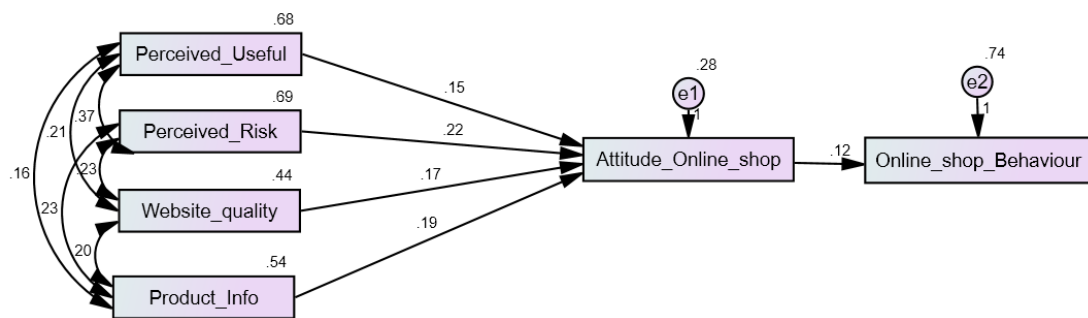 .68
Perceived_Useful
.69
Perceived_Risk
.44
Website_quality
.54
Product_Info
.37
.21
.16
.23
23
20
.15
.22
.17
.19
.28
e1
1
Attitude_Online_shop
.12
.74
e2
1
Online_shop_Behaviour